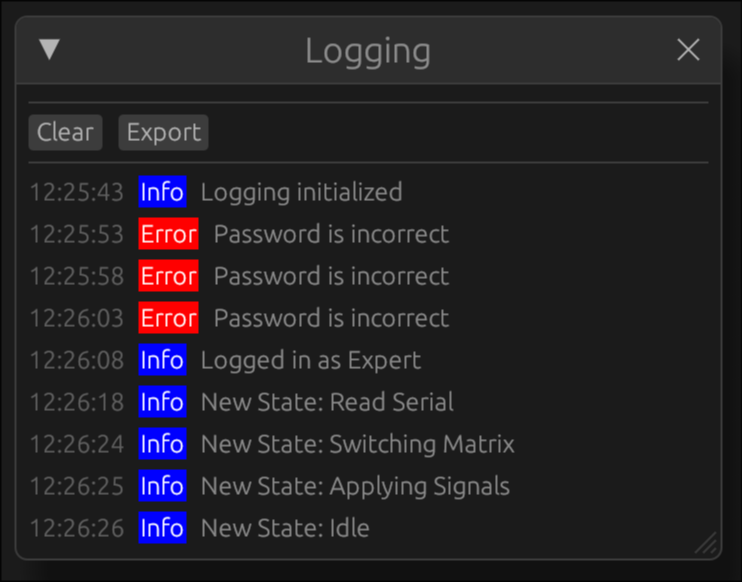 Logging
Clear Export
12:25:43 Info Logging initialized
12:25:53 Error Password is incorrect
12:25:58 Error Password is incorrect
12:26:03 Error Password is incorrect
12:26:08 Info Logged in as Expert
12:26:18 Info New State: Read Serial
12:26:24 Info New State: Switching Matrix
12:26:25 Info New State: Applying Signals
12:26:26 Info New State: Idle